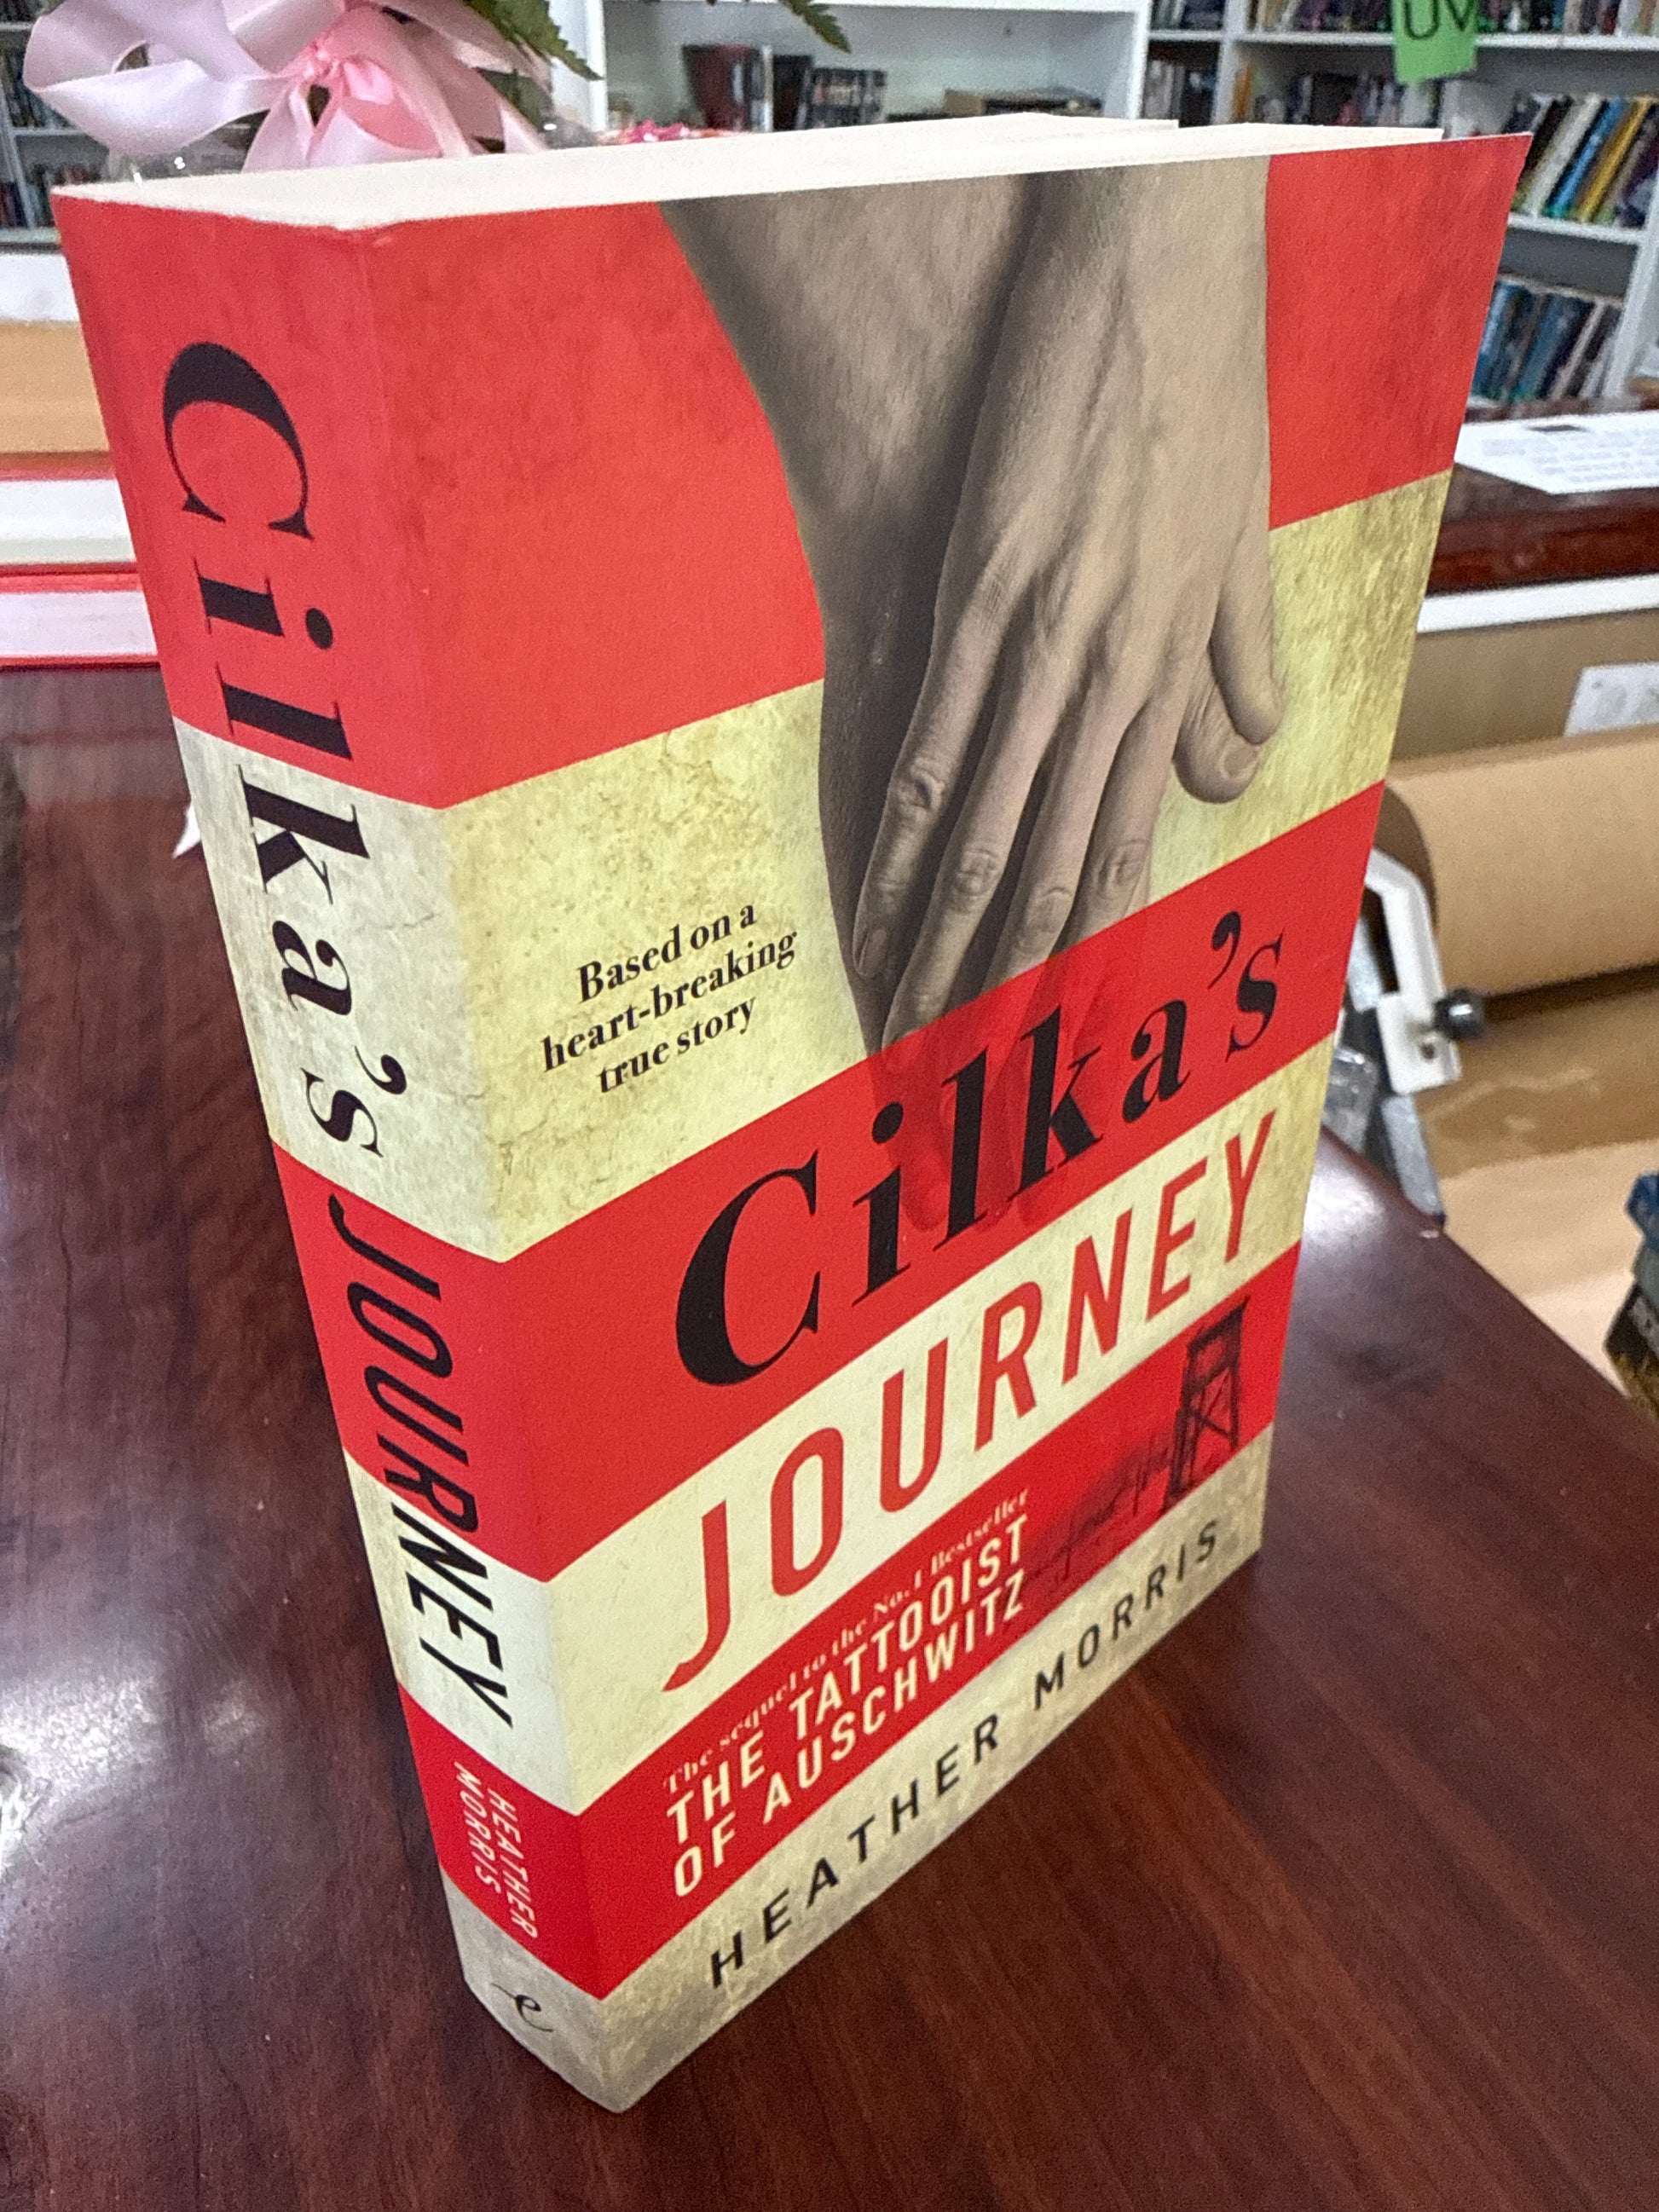 UV
Cilka's JOURNEY
HEATHER
MORRIS
e
Based on a
heart-breaking
true story
Cilka's
JOURNEY
The sequel to the No.1 Bestseller
THE TATTOOIST
OF AUSCHWITZ
HEATHER MORRIS